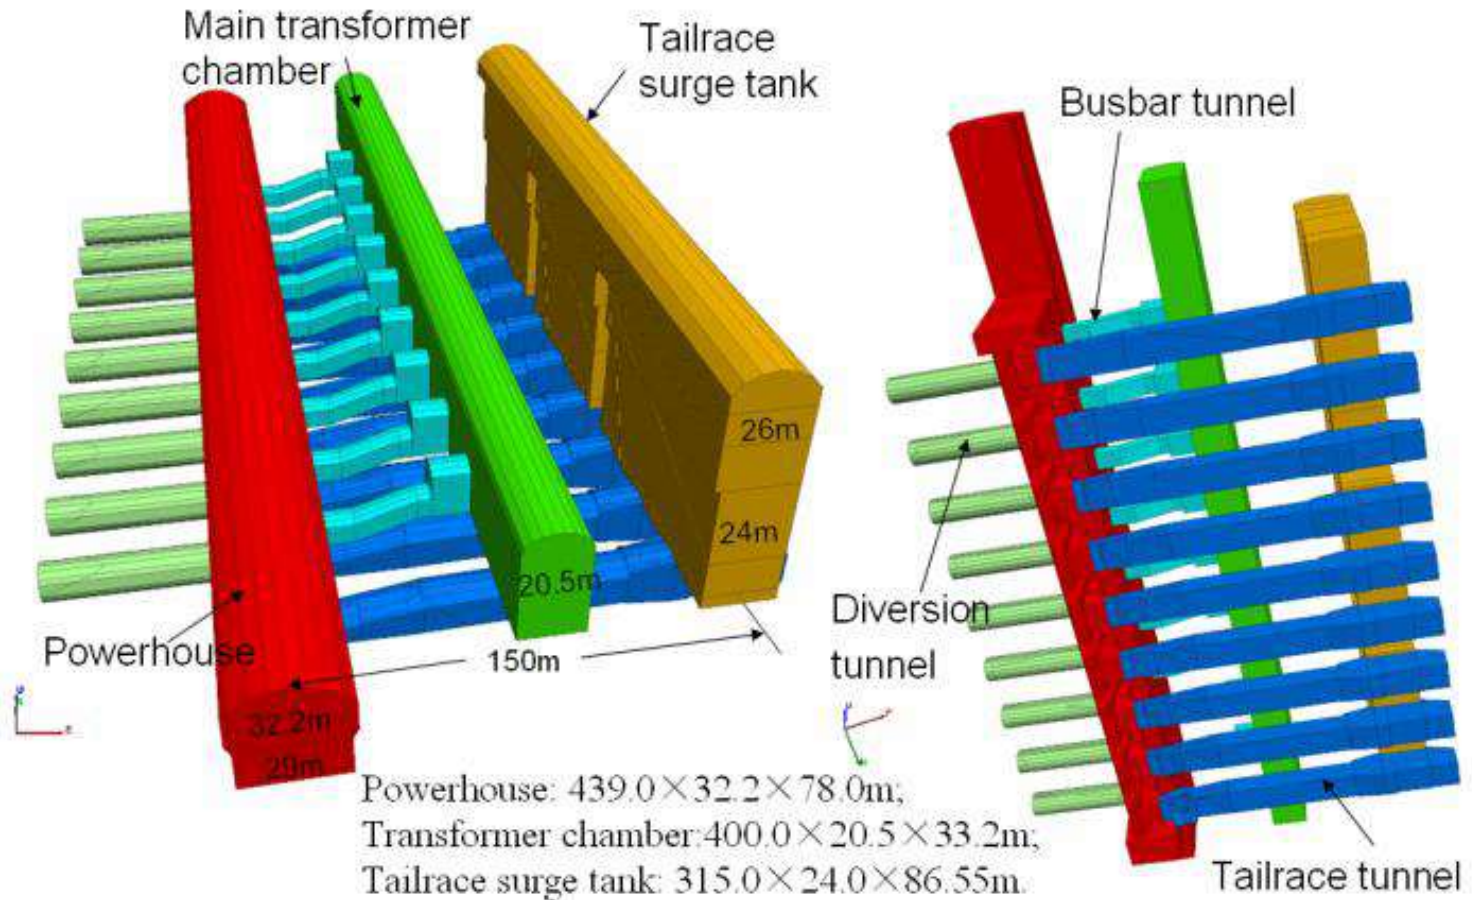 Main transformer
chamber
Tailrace
surge tank
Busbar tunnel
26m
24m
20.5m
Diversion
tunnel
Powerhouse
150m
32.2m
29m
Powerhouse: 439.0×32.2×78.0m;
Transformer chamber:400.0×20.5×33.2m;
Tailrace surge tank: 315.0×24.0×86.55m.
Tailrace tunnel